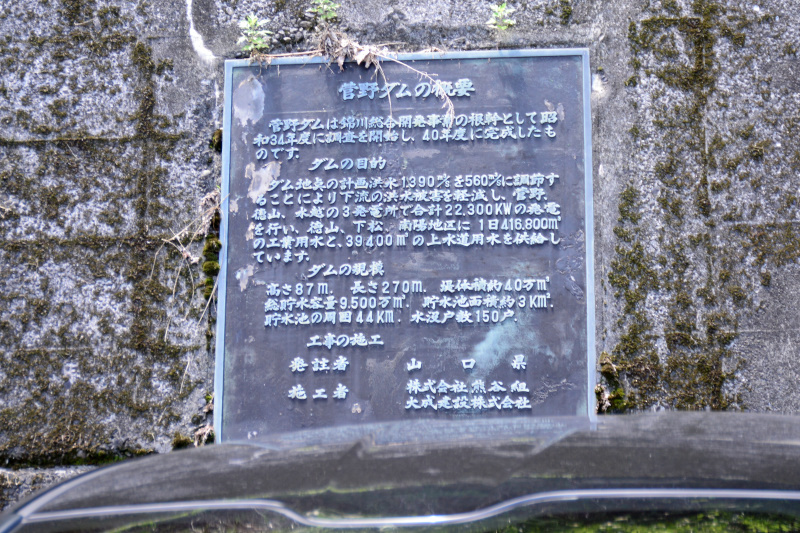 菅野ダムの概要
菅野ダムは錦川総合開発事業の根幹として昭
和34年度に調査を開始し、40年度に完成したも
のです.
ダムの目的
ダム地点の計画洪水1,390㎥/Sを560㎥/Sに調節す
ることにより下流の洪水被害を軽減し、菅野、
徳山、水越の3発電所で合計22,300KWの発電
を行い、徳山、下松、南陽地区に1日416,800㎥
の工業用水と、39400㎥の上水道用水を供給し
ています.
ダムの規模
高さ87m. 長さ270m. 堤体積約40万㎥
総貯水容量9,500万㎥. 貯水池面積約3K㎡.
貯水池の周囲44Km. 水没戸数150戸.
工事の施工
発註者 山口県
施工者 株式会社熊谷組
大成建設株式会社